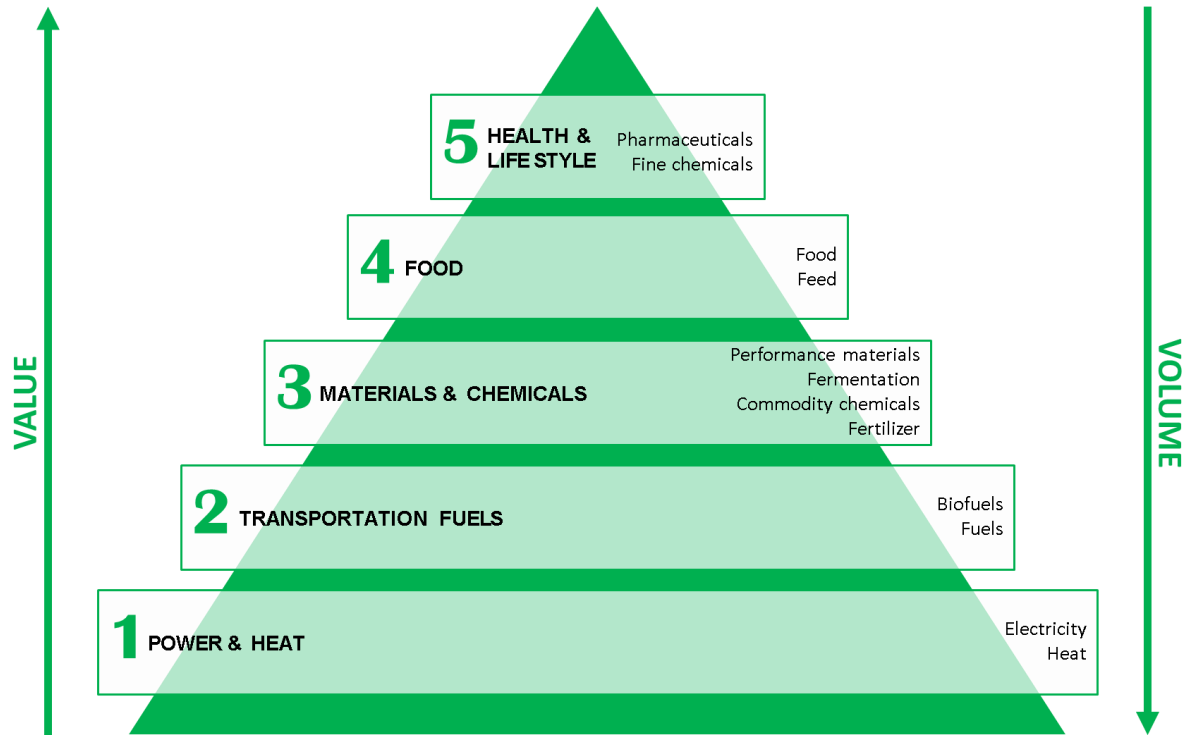 5 HEALTH &
LIFE STYLE
Pharmaceuticals
Fine chemicals
4 FOOD
Food
Feed
3 MATERIALS & CHEMICALS
Performance materials
Fermentation
Commodity chemicals
Fertilizer
2 TRANSPORTATION FUELS
Biofuels
Fuels
1 POWER & HEAT
Electricity
Heat
VALUE
VOLUME